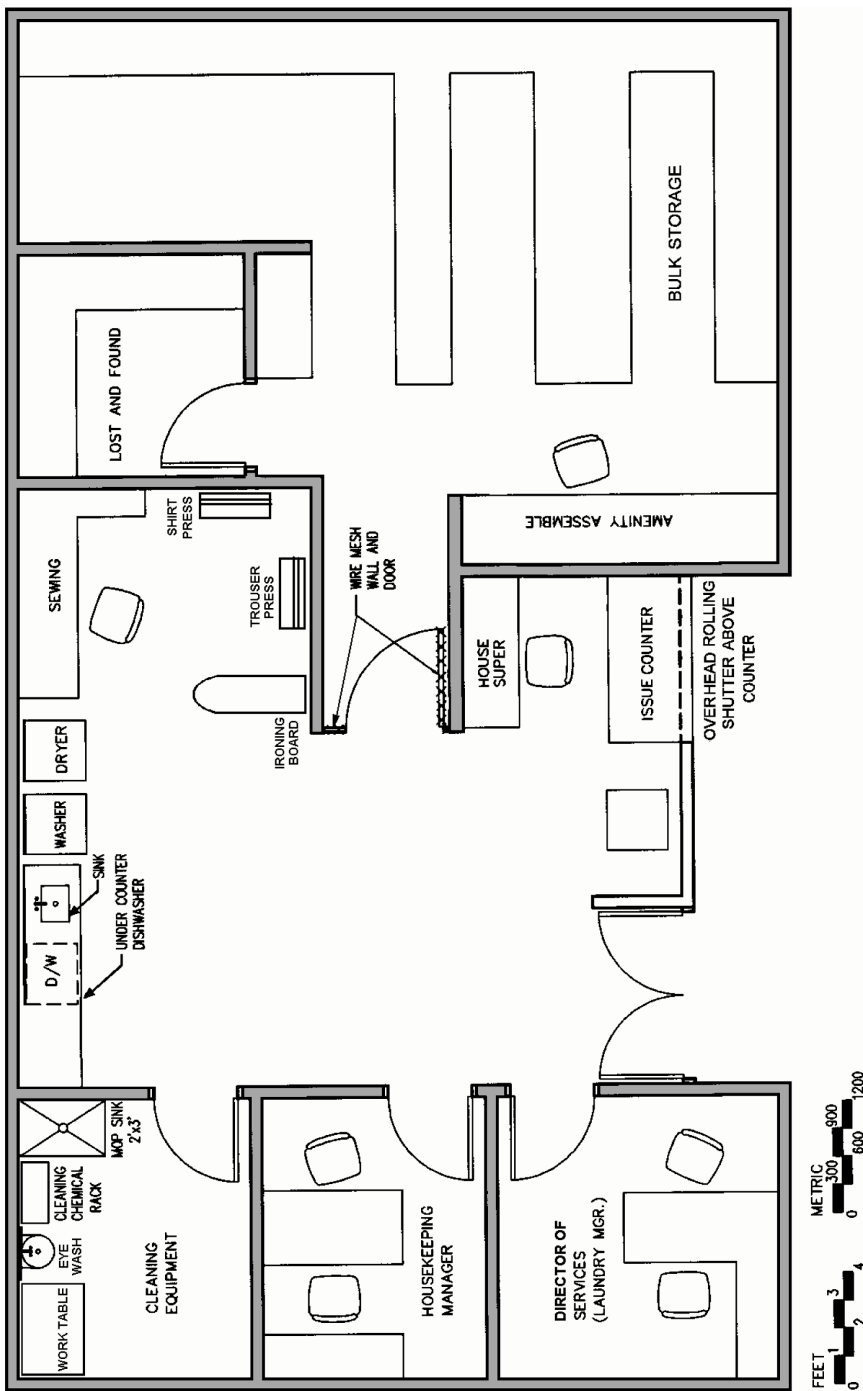 LOST AND FOUND
BULK STORAGE
AMENITY ASSEMBLE
SEWING
SHIRT
PRESS
TROUSER
PRESS
WIRE MESH
WALL AND
DOOR
IRONING
BOARD
DRYER
WASHER
SINK
D/W
UNDER COUNTER
DISHWASHER
HOUSE
SUPER
ISSUE COUNTER
OVERHEAD ROLLING
SHUTTER ABOVE
COUNTER
MOP SINK
2'x3'
CLEANING
CHEMICAL
RACK
EYE
WASH
WORK TABLE
CLEANING
EQUIPMENT
HOUSEKEEPING
MANAGER
DIRECTOR OF
SERVICES
(LAUNDRY MGR.)
FEET
1 3
0 2 4
METRIC
300 900
0 600 1200